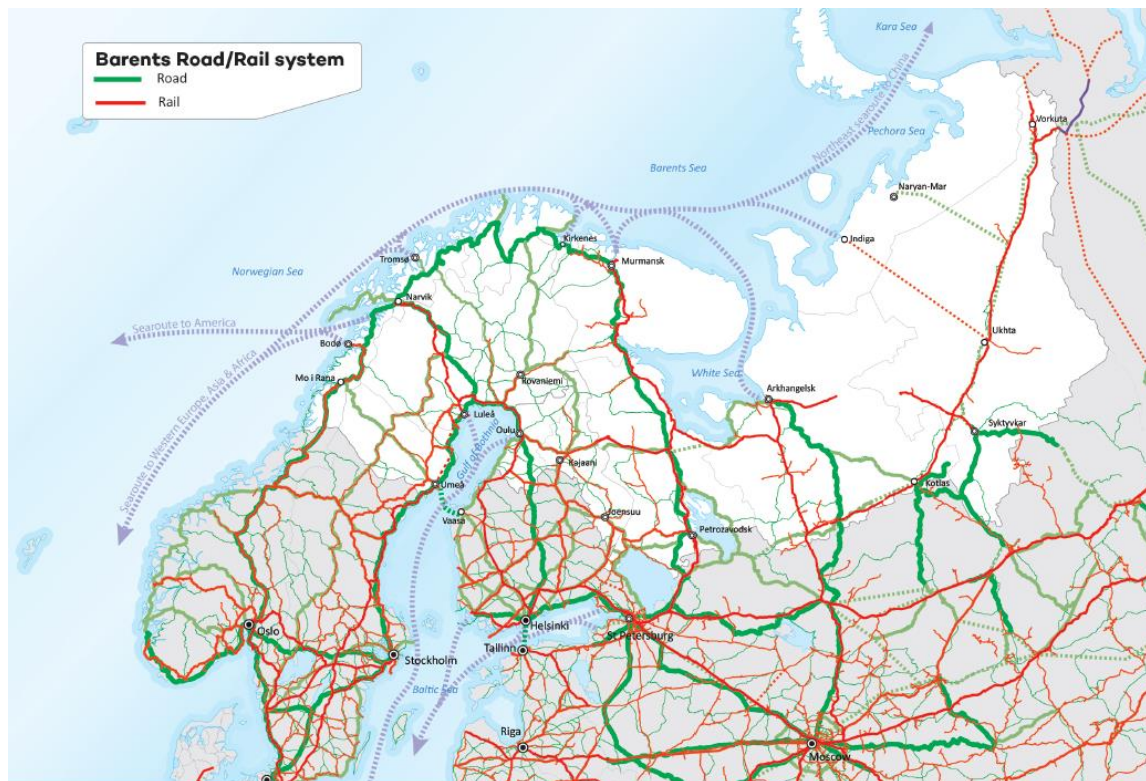 Barents Road/Rail system
Road
Rail
Kara Sea
Northeast searoute to China
Pechora Sea
Vorkuta
Barents Sea
Naryan-Mar
Indiga
Kirkenes
Murmansk
Tromsø
Norwegian Sea
Narvik
Searoute to America
Bodø
Ukhta
Mo i Rana
Rovaniemi
White Sea
Arkhangelsk
Searoute to Western Europe, Asia & Africa
Luleå
Oulu
Gulf of Bothnia
Syktyvkar
Kajaani
Umeå
Kotlas
Vaasa
Joensuu
Petrozavodsk
Oslo
Helsinki
St Petersburg
Tallinn
Stockholm
Baltic Sea
Riga
Moscow